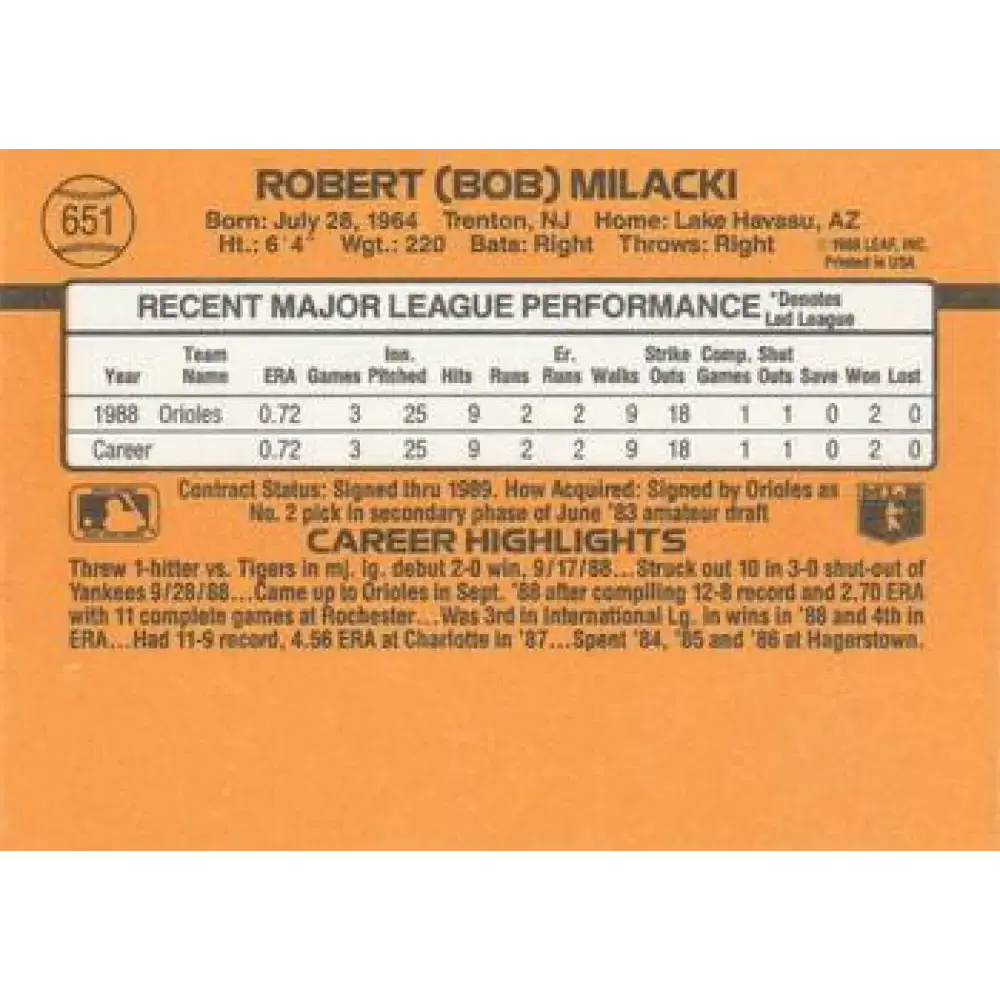 651
ROBERT (BOB) MILACKI
Born: July 28, 1964 Trenton, NJ Home: Lake Havasu, AZ
Ht.: 6'4" Wgt.: 220 Bats: Right Throws: Right
© 1988 LEAF, INC.
Printed in USA
RECENT MAJOR LEAGUE PERFORMANCE *Denotes Led League
Year Team Name ERA Games Inn. Pitched Hits Runs Er. Runs Walks Strike Outs Comp. Games Shut Outs Save Won Lost
1988 Orioles 0.72 3 25 9 2 2 9 18 1 1 0 2 0
Career 0.72 3 25 9 2 2 9 18 1 1 0 2 0
Contract Status: Signed thru 1989. How Acquired: Signed by Orioles as
No. 2 pick in secondary phase of June '83 amateur draft
CAREER HIGHLIGHTS
Threw 1-hitter vs. Tigers in mj. lg. debut 2-0 win, 9/17/88...Struck out 10 in 3-0 shut-out of
Yankees 9/28/88...Came up to Orioles in Sept. '88 after compiling 12-8 record and 2.70 ERA
with 11 complete games at Rochester...Was 3rd in International Lg. in wins in '88 and 4th in
ERA...Had 11-9 record, 4.56 ERA at Charlotte in '87...Spent '84, '85 and '86 at Hagerstown.